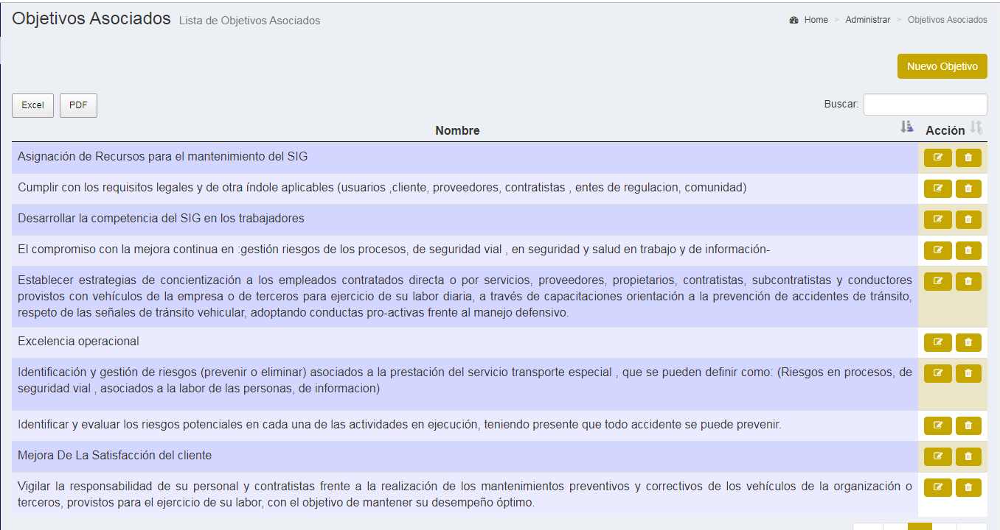 Objetivos Asociados Lista de Objetivos Asociados
Home > Administrar > Objetivos Asociados
Nuevo Objetivo
Excel PDF
Buscar:
Nombre Acción
Asignación de Recursos para el mantenimiento del SIG
Cumplir con los requisitos legales y de otra índole aplicables (usuarios ,cliente, proveedores, contratistas , entes de regulacion, comunidad)
Desarrollar la competencia del SIG en los trabajadores
El compromiso con la mejora continua en :gestión riesgos de los procesos, de seguridad vial , en seguridad y salud en trabajo y de información-
Establecer estrategias de concientización a los empleados contratados directa o por servicios, proveedores, propietarios, contratistas, subcontratistas y conductores
provistos con vehículos de la empresa o de terceros para ejercicio de su labor diaria, a través de capacitaciones orientación a la prevención de accidentes de tránsito,
respeto de las señales de tránsito vehicular, adoptando conductas pro-activas frente al manejo defensivo.
Excelencia operacional
Identificación y gestión de riesgos (prevenir o eliminar) asociados a la prestación del servicio transporte especial , que se pueden definir como: (Riesgos en procesos, de
seguridad vial , asociados a la labor de las personas, de informacion)
Identificar y evaluar los riesgos potenciales en cada una de las actividades en ejecución, teniendo presente que todo accidente se puede prevenir.
Mejora De La Satisfacción del cliente
Vigilar la responsabilidad de su personal y contratistas frente a la realización de los mantenimientos preventivos y correctivos de los vehículos de la organización o
terceros, provistos para el ejercicio de su labor, con el objetivo de mantener su desempeño óptimo.